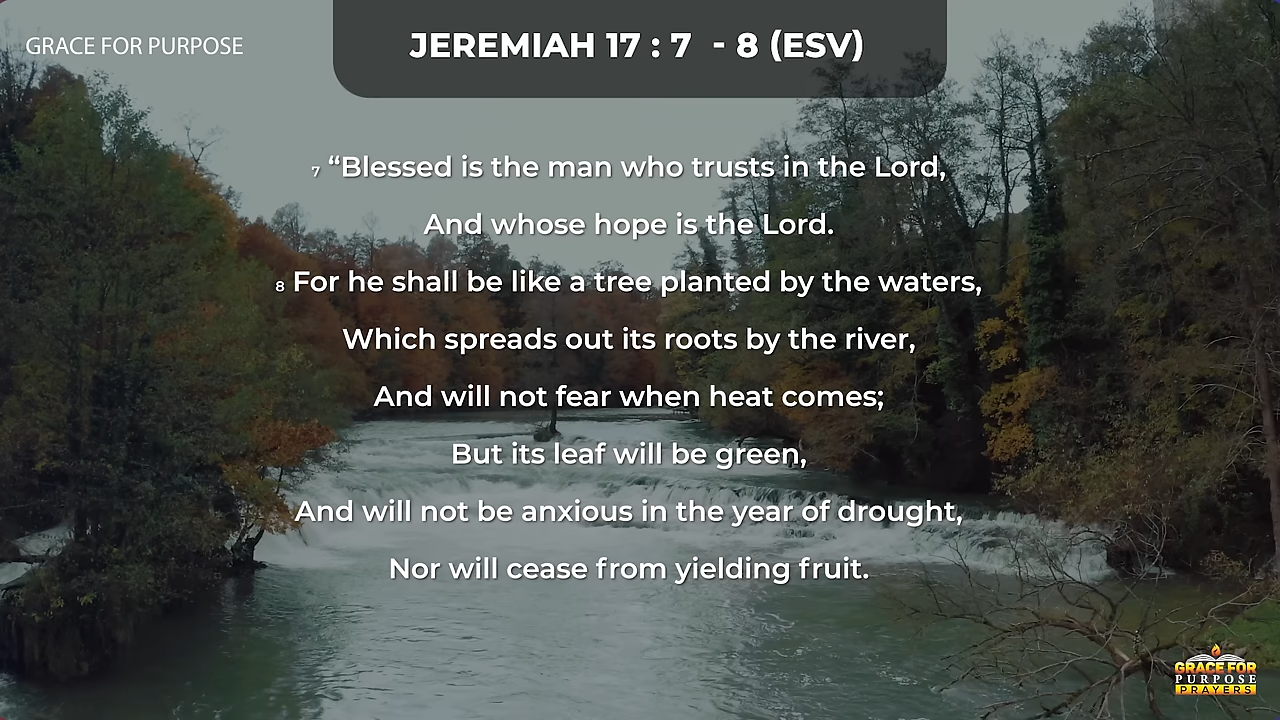 GRACE FOR PURPOSE
JEREMIAH 17 : 7 - 8 (ESV)
7 “Blessed is the man who trusts in the Lord,
And whose hope is the Lord.
8 For he shall be like a tree planted by the waters,
Which spreads out its roots by the river,
And will not fear when heat comes;
But its leaf will be green,
And will not be anxious in the year of drought,
Nor will cease from yielding fruit.
GRACE FOR
PURPOSE
PRAYERS